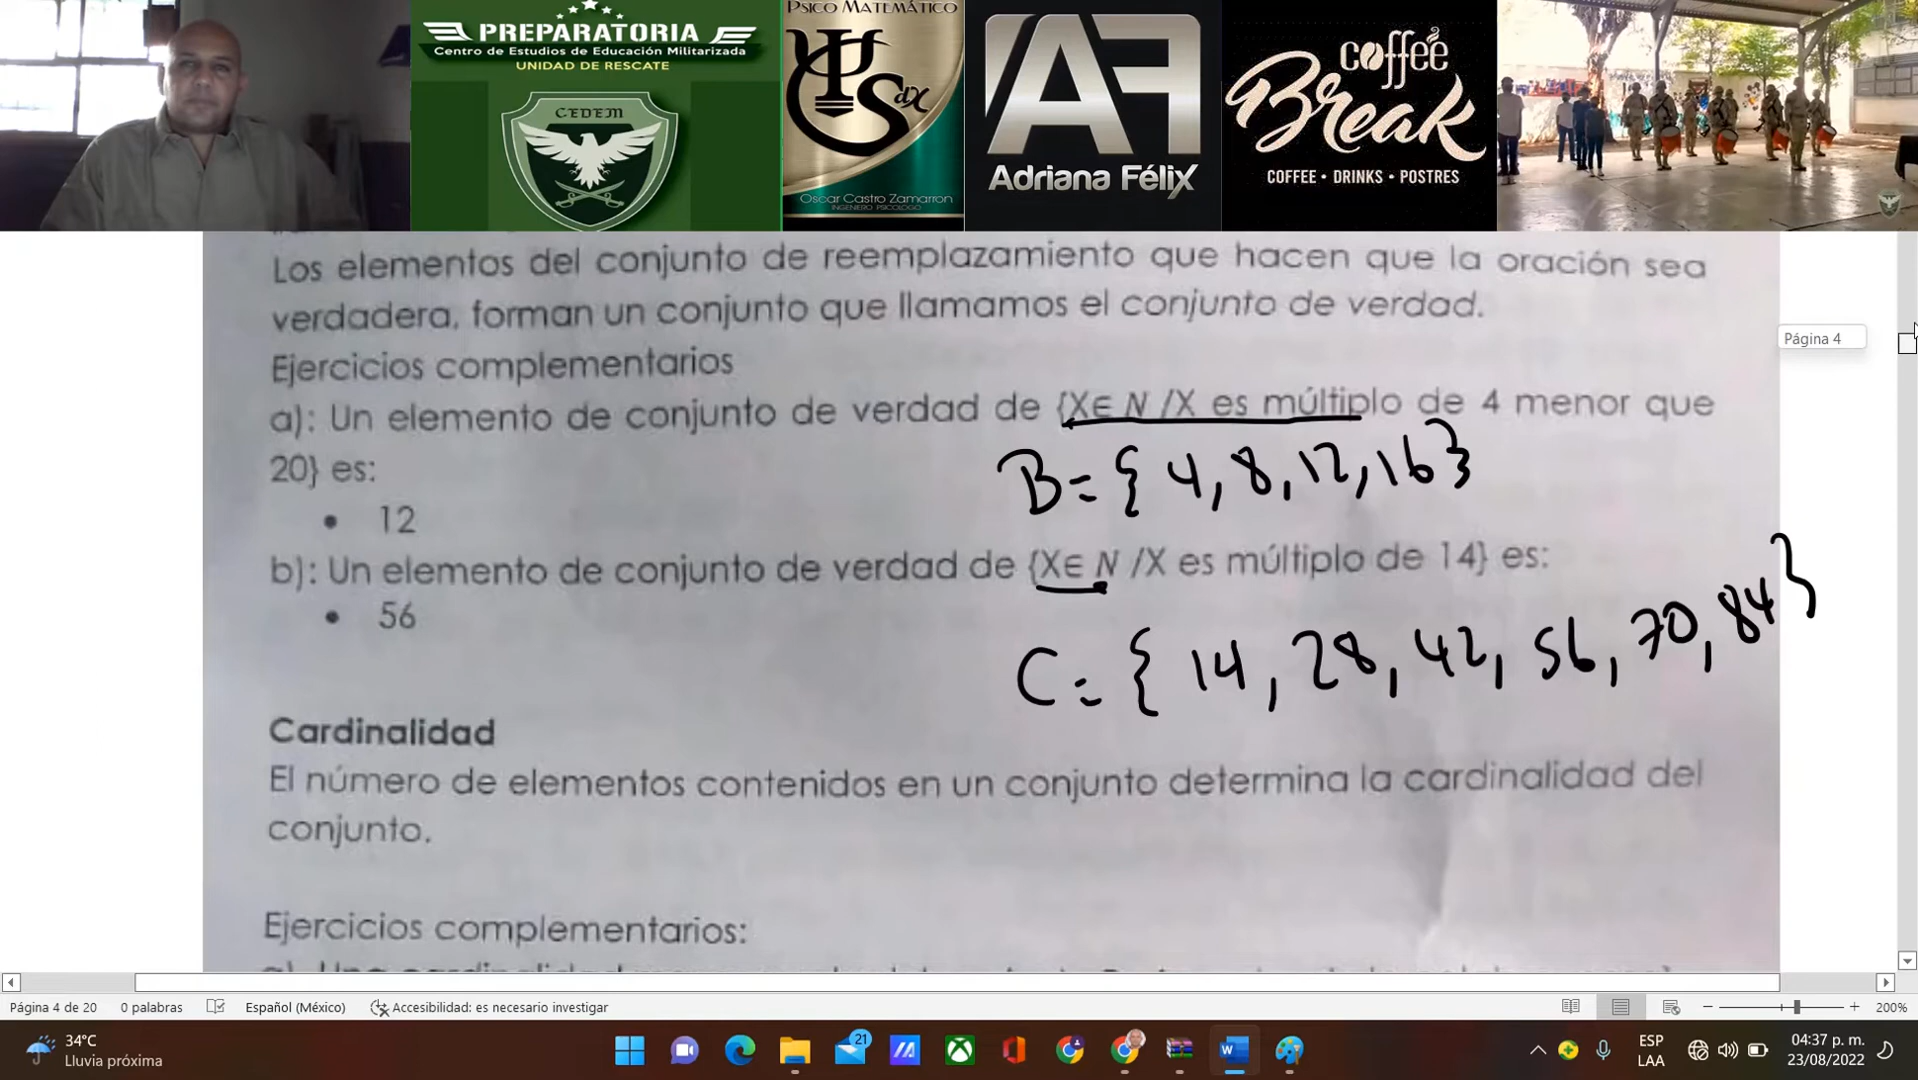 PREPARATORIA
Centro de Estudios de Educación Militarizada
UNIDAD DE RESCATE
CEDEM
PSICO MATEMÁTICO
dx
Oscar Castro Zamarron
INGENIERO PSICOLOGO
AF
Adriana Félix
coffee
Break
COFFEE • DRINKS • POSTRES
Los elementos del conjunto de reemplazamiento que hacen que la oración sea
verdadera, forman un conjunto que llamamos el conjunto de verdad.
Página 4
Ejercicios complementarios
a): Un elemento de conjunto de verdad de {X∈ N /X es múltiplo de 4 menor que
20} es:
B = { 4, 8, 12, 16}
• 12
b): Un elemento de conjunto de verdad de {X∈ N /X es múltiplo de 14} es:
• 56
C = { 14, 28, 42, 56, 70, 84}
Cardinalidad
El número de elementos contenidos en un conjunto determina la cardinalidad del
conjunto.
Ejercicios complementarios:
Página 4 de 20 0 palabras Español (México) Accesibilidad: es necesario investigar 200%
34°C
Lluvia próxima
21
ESP
LAA
04:37 p. m.
23/08/2022